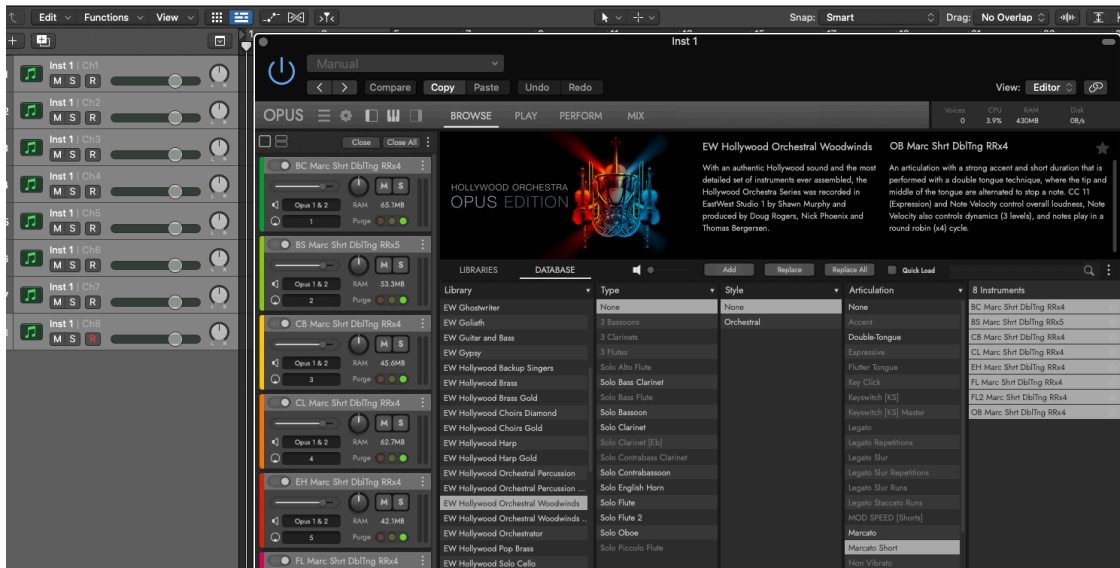 Edit Functions View Snap: Smart Drag: No Overlap
Inst 1
Manual
Compare Copy Paste Undo Redo View: Editor
Inst 1 | Ch1
M S R
Inst 1 | Ch2
M S R
Inst 1 | Ch3
M S R
Inst 1 | Ch4
M S R
Inst 1 | Ch5
M S R
Inst 1 | Ch6
M S R
Inst 1 | Ch7
M S R
Inst 1 | Ch8
M S R
OPUS BROWSE PLAY PERFORM MIX
Voices CPU RAM Disk
0 3.9% 430MB 0B/s
Close Close All
BC Marc Shrt DblTng RRx4
M S
Opus 1 & 2 RAM 65.1MB
1 Purge
BS Marc Shrt DblTng RRx5
M S
Opus 1 & 2 RAM 53.3MB
2 Purge
CB Marc Shrt DblTng RRx4
M S
Opus 1 & 2 RAM 45.6MB
3 Purge
CL Marc Shrt DblTng RRx4
M S
Opus 1 & 2 RAM 62.7MB
4 Purge
EH Marc Shrt DblTng RRx4
M S
Opus 1 & 2 RAM 42.1MB
5 Purge
FL Marc Shrt DblTng RRx4
HOLLYWOOD ORCHESTRA
OPUS EDITION
EW Hollywood Orchestral Woodwinds
With an authentic Hollywood sound and the most
detailed set of instruments ever assembled, the
Hollywood Orchestra Series was recorded in
EastWest Studio 1 by Shawn Murphy and
produced by Doug Rogers, Nick Phoenix and
Thomas Bergersen.
OB Marc Shrt DblTng RRx4
An articulation with a strong accent and short duration that is
performed with a double tongue technique, where the tip and
middle of the tongue are alternated to stop a note. CC 11
(Expression) and Note Velocity control overall loudness, Note
Velocity also controls dynamics (3 levels), and notes play in a
round robin (x4) cycle.
LIBRARIES DATABASE Add Replace Replace All Quick Load
Library
EW Ghostwriter
EW Goliath
EW Guitar and Bass
EW Gypsy
EW Hollywood Backup Singers
EW Hollywood Brass
EW Hollywood Brass Gold
EW Hollywood Choirs Diamond
EW Hollywood Choirs Gold
EW Hollywood Harp
EW Hollywood Harp Gold
EW Hollywood Orchestral Percussion
EW Hollywood Orchestral Percussion ...
EW Hollywood Orchestral Woodwinds
EW Hollywood Orchestral Woodwinds ..
EW Hollywood Orchestrator
EW Hollywood Pop Brass
EW Hollywood Solo Cello
Type
None
3 Bassoons
3 Clarinets
3 Flutes
Solo Alto Flute
Solo Bass Clarinet
Solo Bass Flute
Solo Bassoon
Solo Clarinet
Solo Clarinet [Eb]
Solo Contrabass Clarinet
Solo Contrabassoon
Solo English Horn
Solo Flute
Solo Flute 2
Solo Oboe
Solo Piccolo Flute
Style
None
Orchestral
Articulation
None
Accent
Double-Tongue
Expressive
Flutter Tongue
Key Click
Keyswitch [KS]
Keyswitch [KS] Master
Legato
Legato Repetitions
Legato Slur
Legato Slur Repetitions
Legato Slur Runs
Legato Staccato Runs
MOD SPEED [Shorts]
Marcato
Marcato Short
Non Vibrato
8 Instruments
BC Marc Shrt DblTng RRx4
BS Marc Shrt DblTng RRx5
CB Marc Shrt DblTng RRx4
CL Marc Shrt DblTng RRx4
EH Marc Shrt DblTng RRx4
FL Marc Shrt DblTng RRx4
FL2 Marc Shrt DblTng RRx4
OB Marc Shrt DblTng RRx4